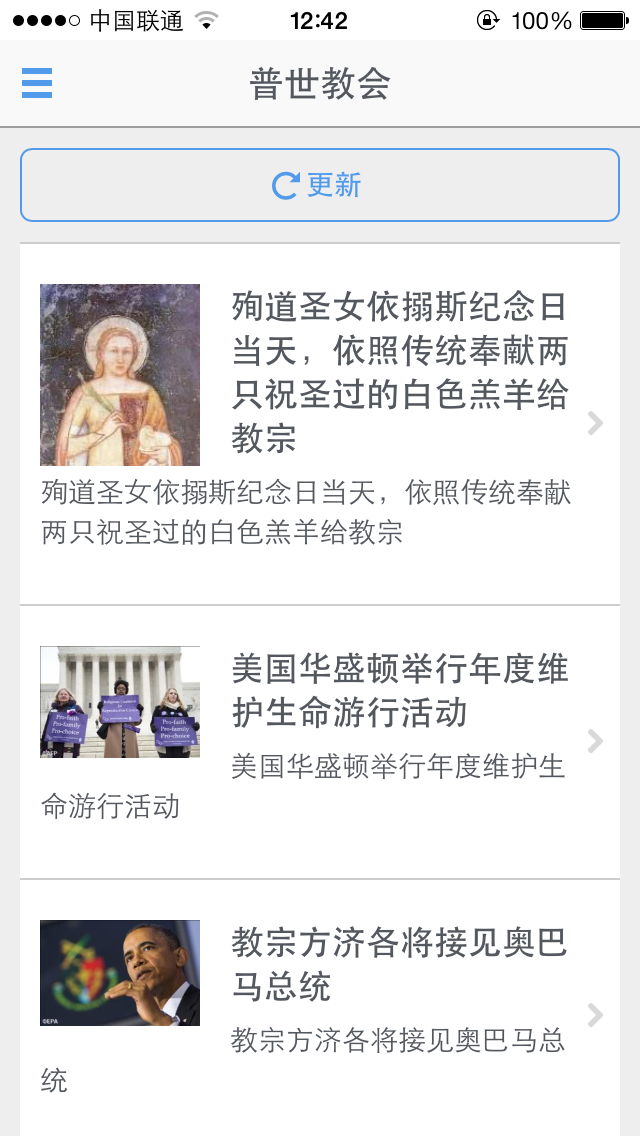 中国联通 12:42 100%
普世教会
更新
殉道圣女依搦斯纪念日
当天，依照传统奉献两
只祝圣过的白色羔羊给
教宗
殉道圣女依搦斯纪念日当天，依照传统奉献
两只祝圣过的白色羔羊给教宗
美国华盛顿举行年度维
护生命游行活动
Pro-faith
Pro-family
Pro-choice
Religious Coalition
for
Reproductive Choice
Pro-faith
Pro-family
Pro-choice
©AFP
美国华盛顿举行年度维护生
命游行活动
教宗方济各将接见奥巴
马总统
©EPA
教宗方济各将接见奥巴马总
统